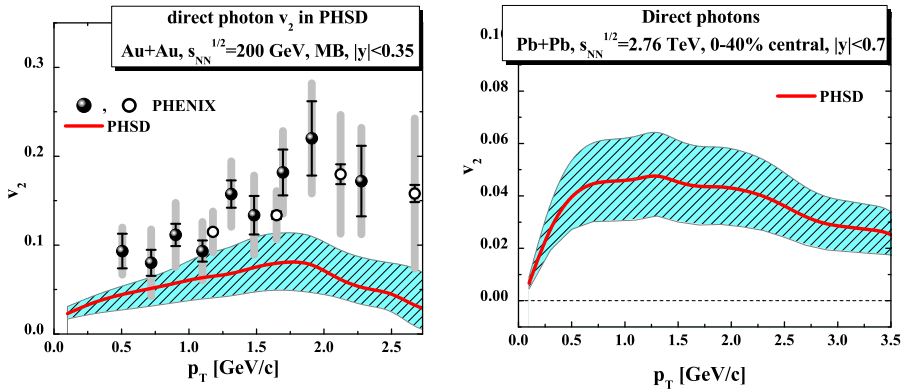 direct photon v2 in PHSD
Au+Au, sNN^1/2=200 GeV, MB, |y|<0.35
0.3
0.2
0.1
0.0
v2
, PHENIX
PHSD
0.5 1.0 1.5 2.0 2.5
pT [GeV/c]
Direct photons
Pb+Pb, sNN^1/2=2.76 TeV, 0-40% central, |y|<0.7
0.10
0.08
0.06
0.04
0.02
0.00
v2
PHSD
0.0 0.5 1.0 1.5 2.0 2.5 3.0 3.5
pT [GeV/c]